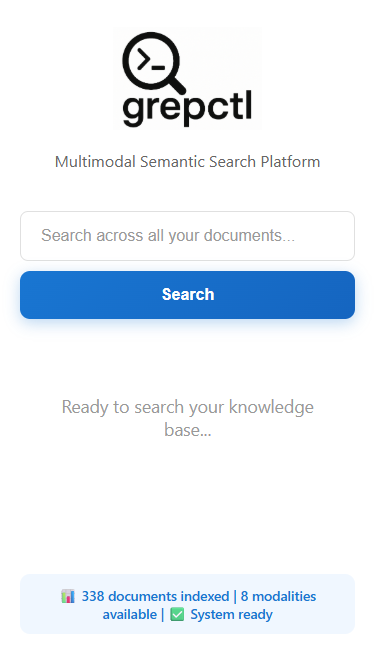 grepctl
Multimodal Semantic Search Platform
Search across all your documents...
Search
Ready to search your knowledge
base...
📊 338 documents indexed | 8 modalities
available | ✅ System ready